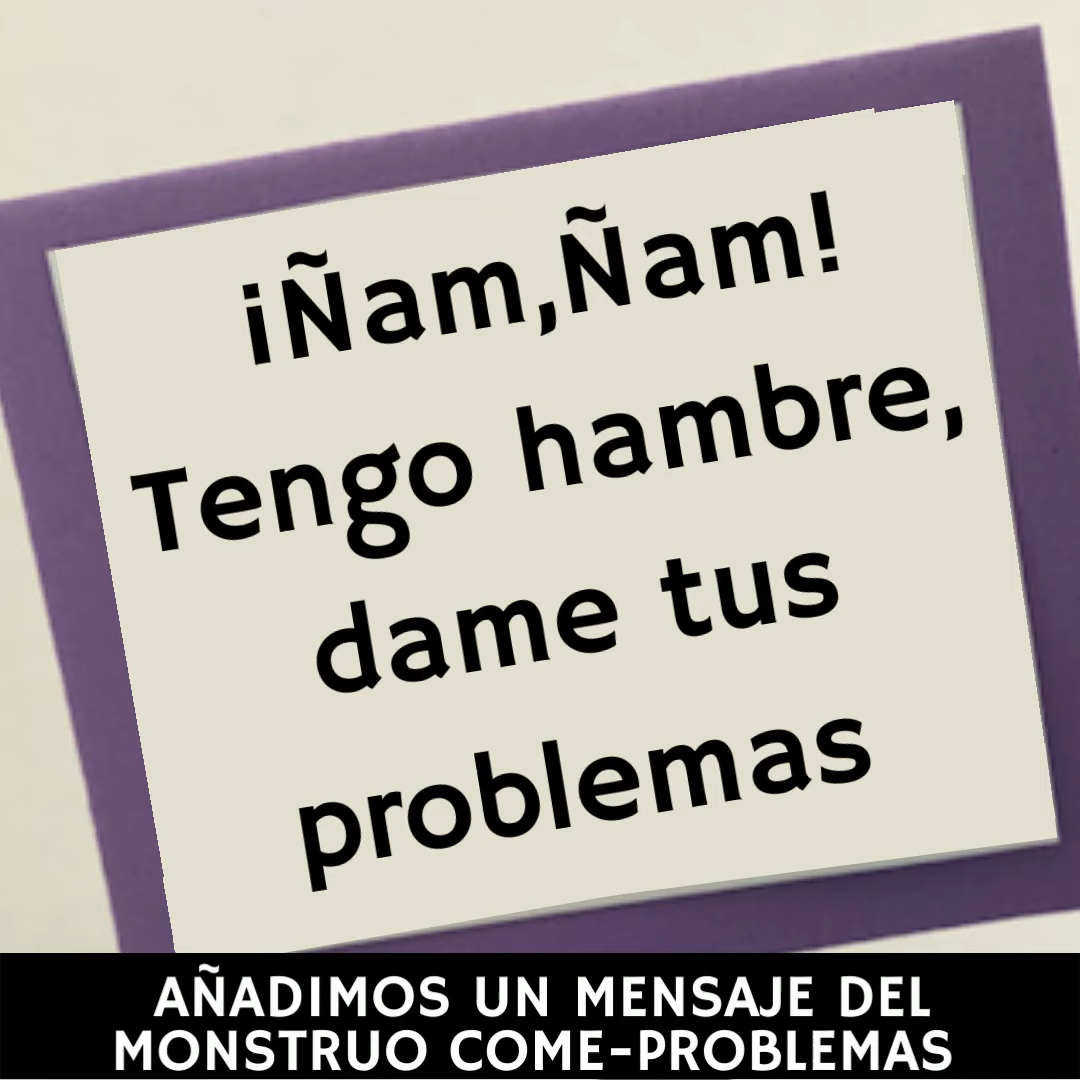 ¡Ñam,Ñam!
Tengo hambre,
dame tus
problemas
AÑADIMOS UN MENSAJE DEL
MONSTRUO COME-PROBLEMAS